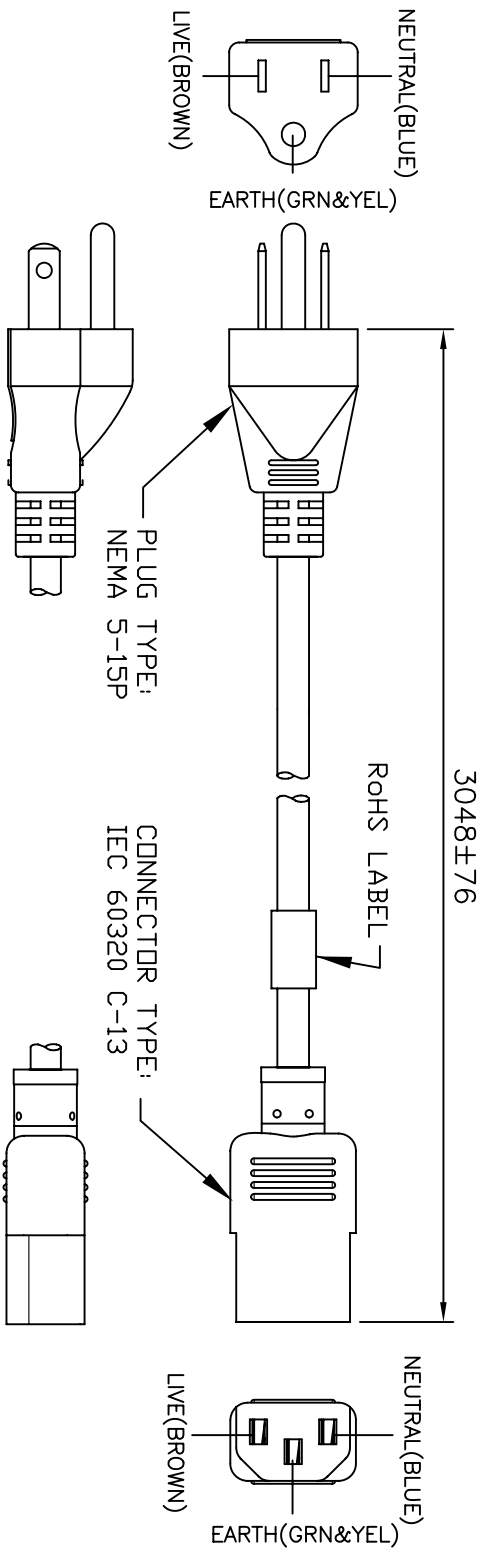 3048±76
NEUTRAL(BLUE)
LIVE(BROWN)
EARTH(GRN&YEL)
RoHS LABEL
PLUG TYPE:
NEMA 5-15P
CONNECTOR TYPE:
IEC 60320 C-13
NEUTRAL(BLUE)
LIVE(BROWN)
EARTH(GRN&YEL)